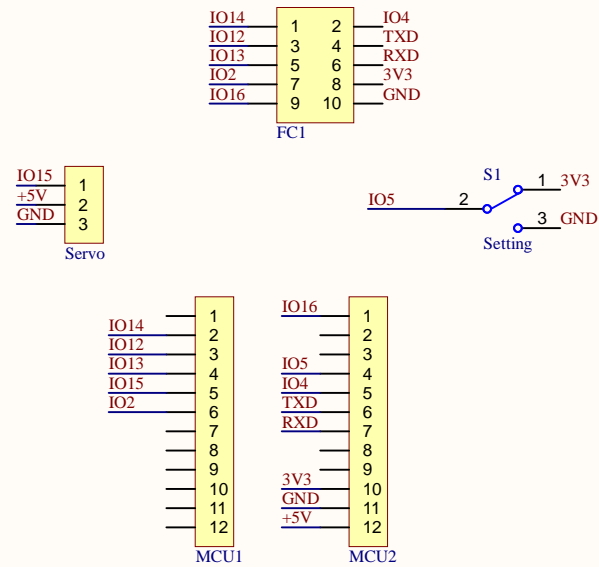 IO14 1 2 IO4
IO12 3 4 TXD
IO13 5 6 RXD
IO2 7 8 3V3
IO16 9 10 GND
FC1
IO15 1
+5V 2
GND 3
Servo
S1
1 3V3
IO5 2
3 GND
Setting
1
IO14 2
IO12 3
IO13 4
IO15 5
IO2 6
7
8
9
10
11
12
MCU1
IO16 1
2
3
IO5 4
IO4 5
TXD 6
RXD 7
8
9
3V3 10
GND 11
+5V 12
MCU2